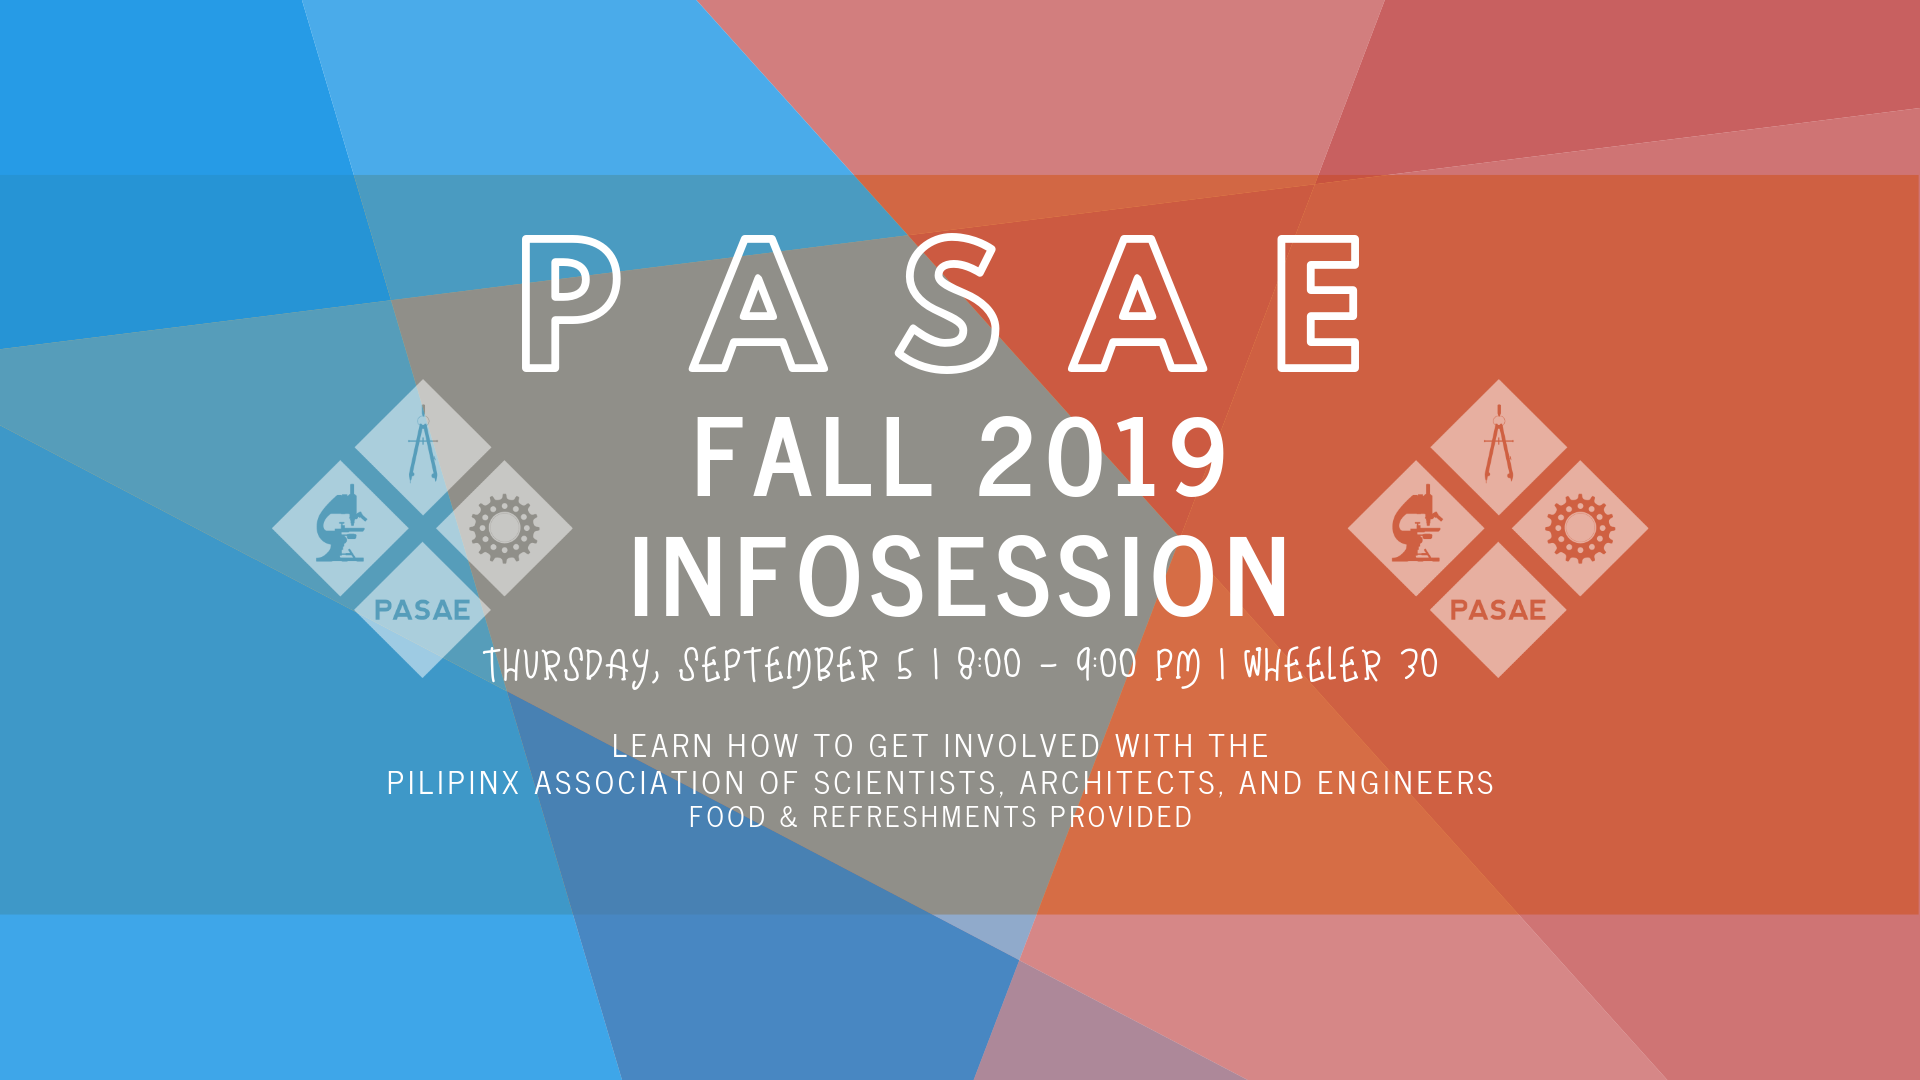 PASAE
FALL 2019
INFOSESSION
PASAE
PASAE
THURSDAY, SEPTEMBER 5 | 8:00 - 9:00 PM | WHEELER 30
LEARN HOW TO GET INVOLVED WITH THE
PILIPINX ASSOCIATION OF SCIENTISTS, ARCHITECTS, AND ENGINEERS
FOOD & REFRESHMENTS PROVIDED